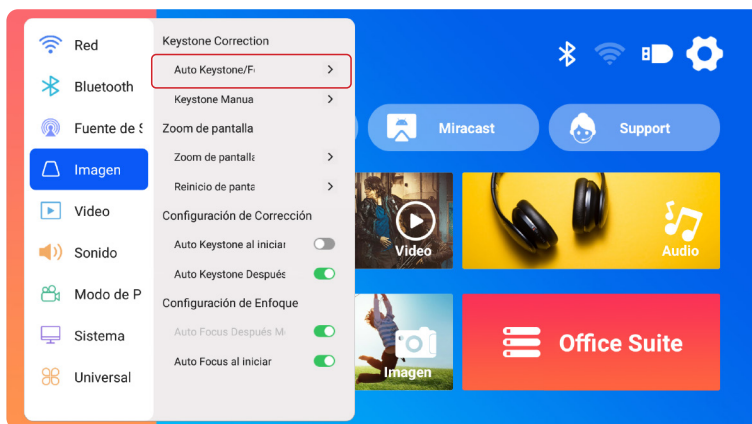 Red
Bluetooth
Fuente de S
Imagen
Video
Sonido
Modo de P
Sistema
Universal
Keystone Correction
Auto Keystone/F
Keystone Manua
Zoom de pantalla
Zoom de pantalla
Reinicio de panta
Configuración de Corrección
Auto Keystone al iniciar
Auto Keystone Después
Configuración de Enfoque
Auto Focus Después M
Auto Focus al iniciar
Miracast
Support
Video
Audio
Imagen
Office Suite